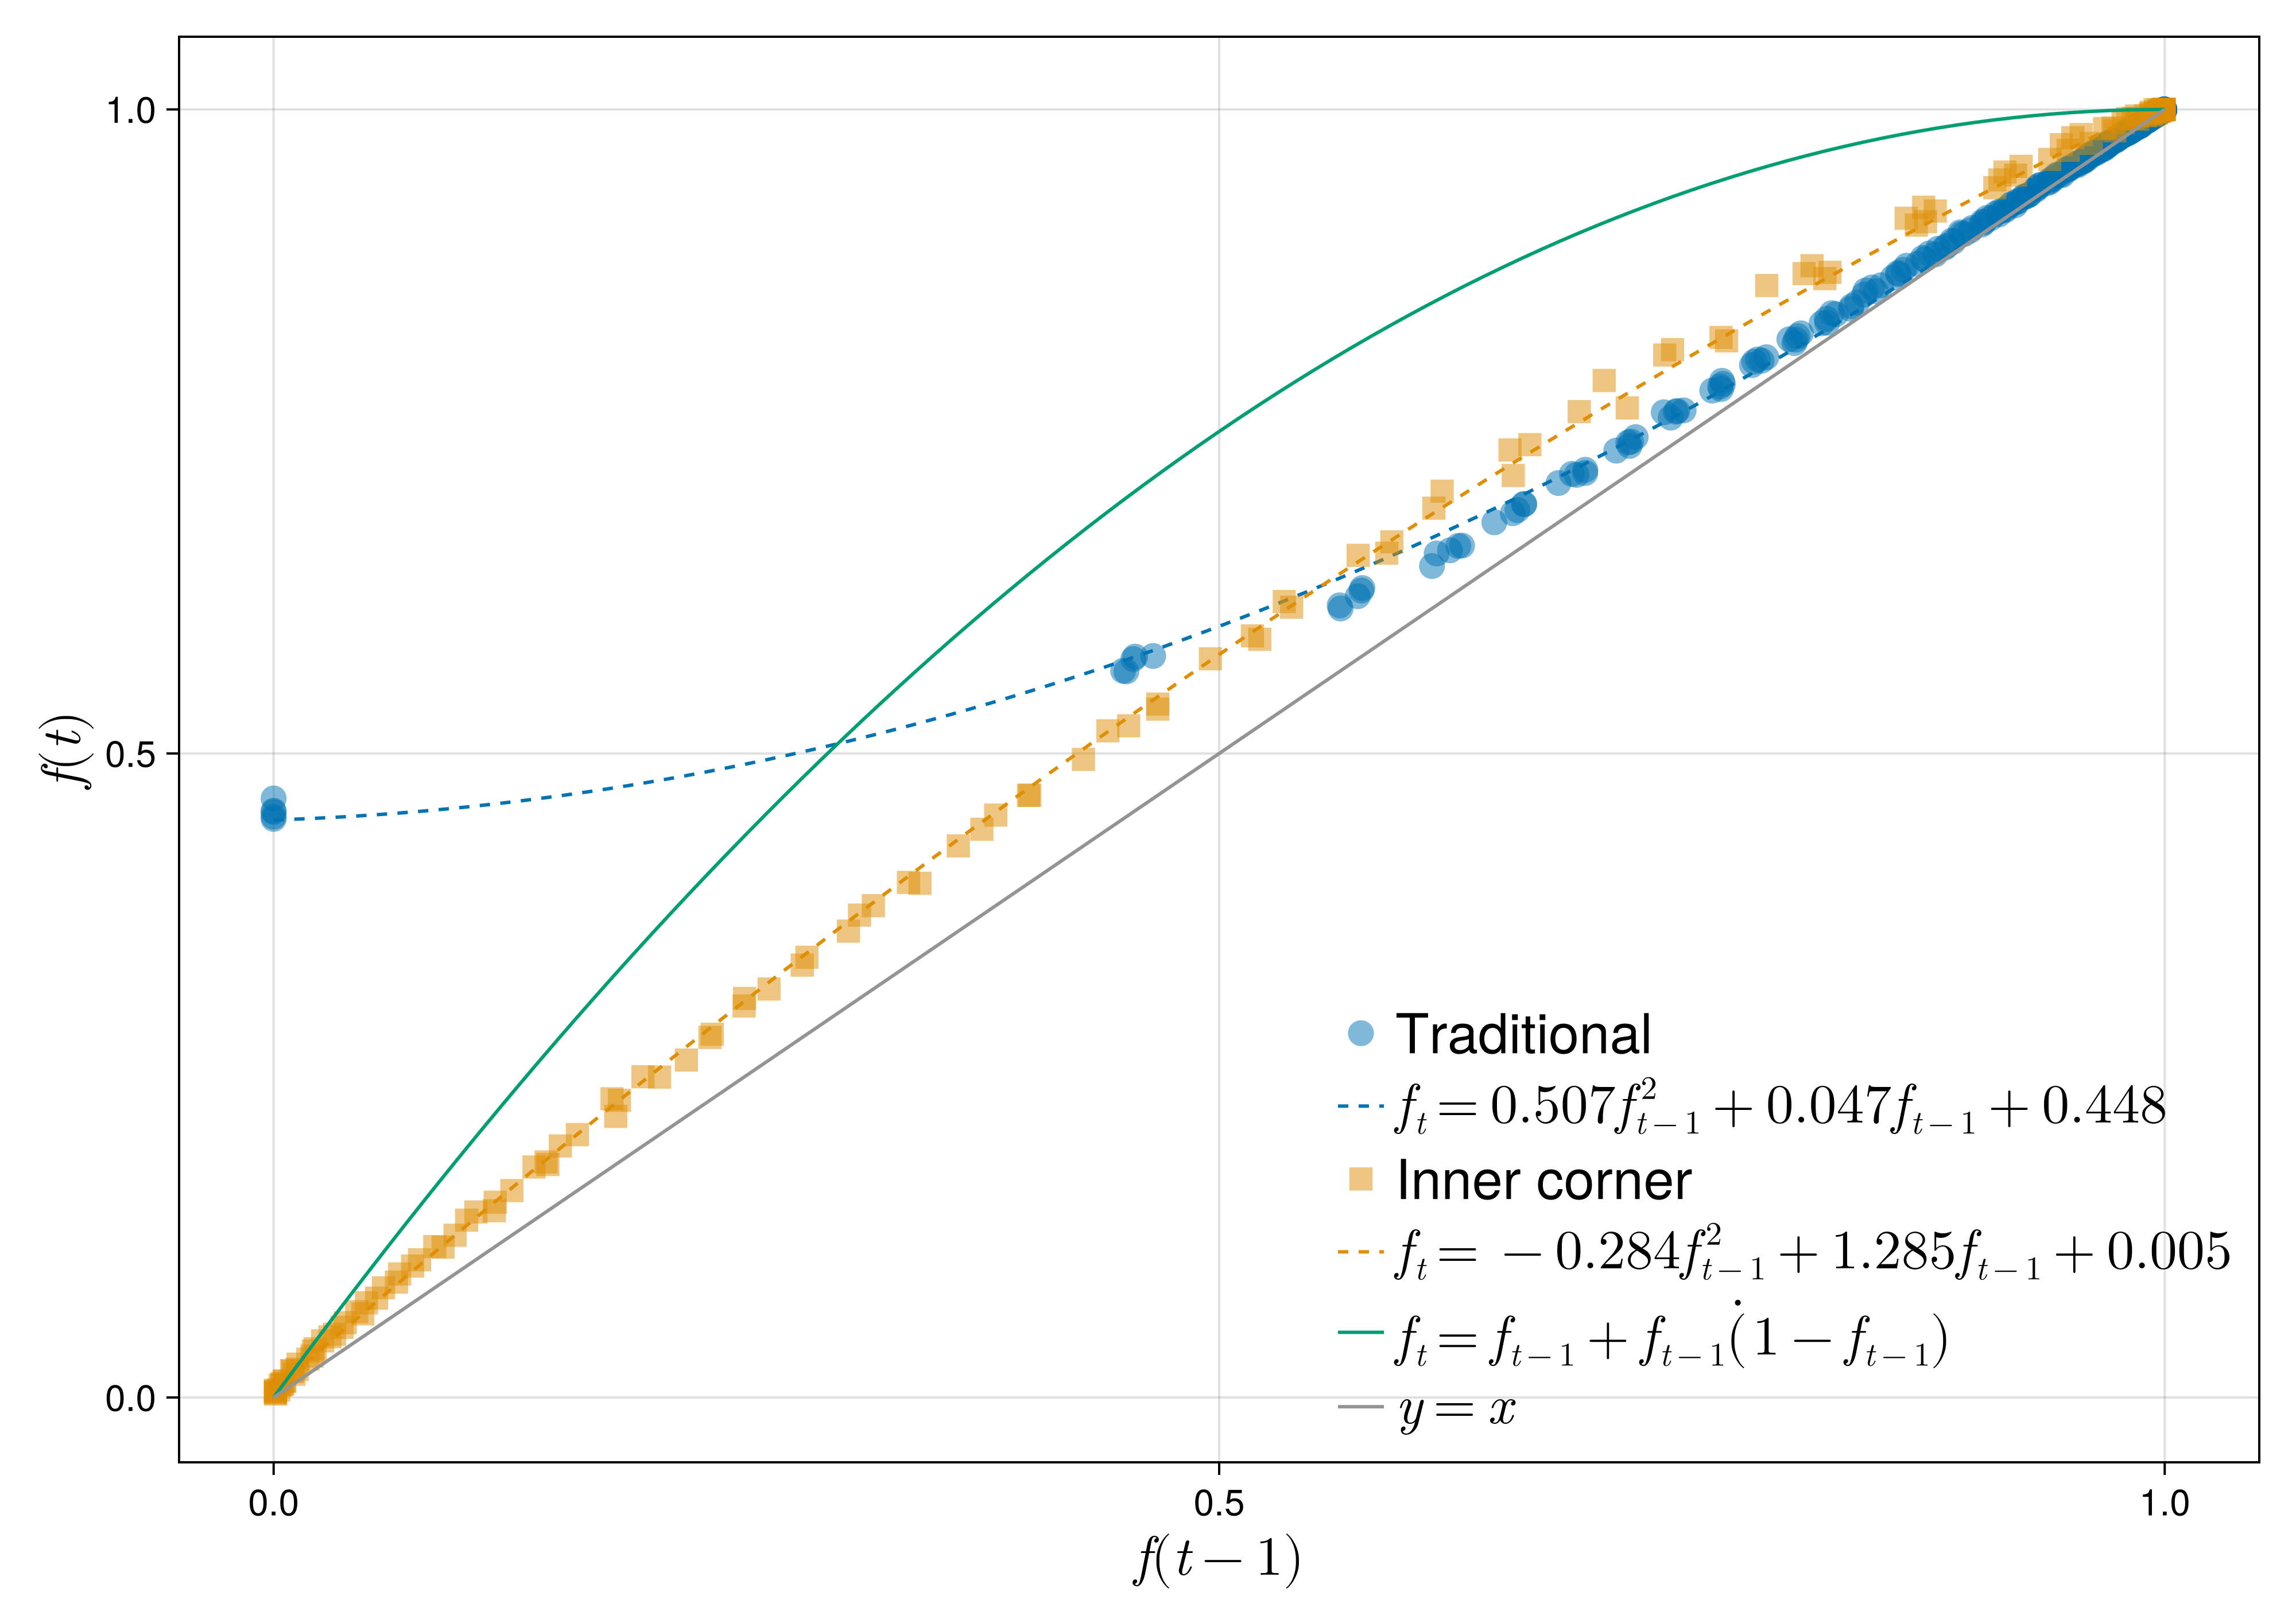 1.0
f(t)
0.5
0.0
Traditional
f_t = 0.507f_{t-1}^2 + 0.047f_{t-1} + 0.448
Inner corner
f_t = -0.284f_{t-1}^2 + 1.285f_{t-1} + 0.005
f_t = f_{t-1} + f_{t-1}\dot(1 - f_{t-1})
y = x
0.0 0.5 1.0
f(t-1)